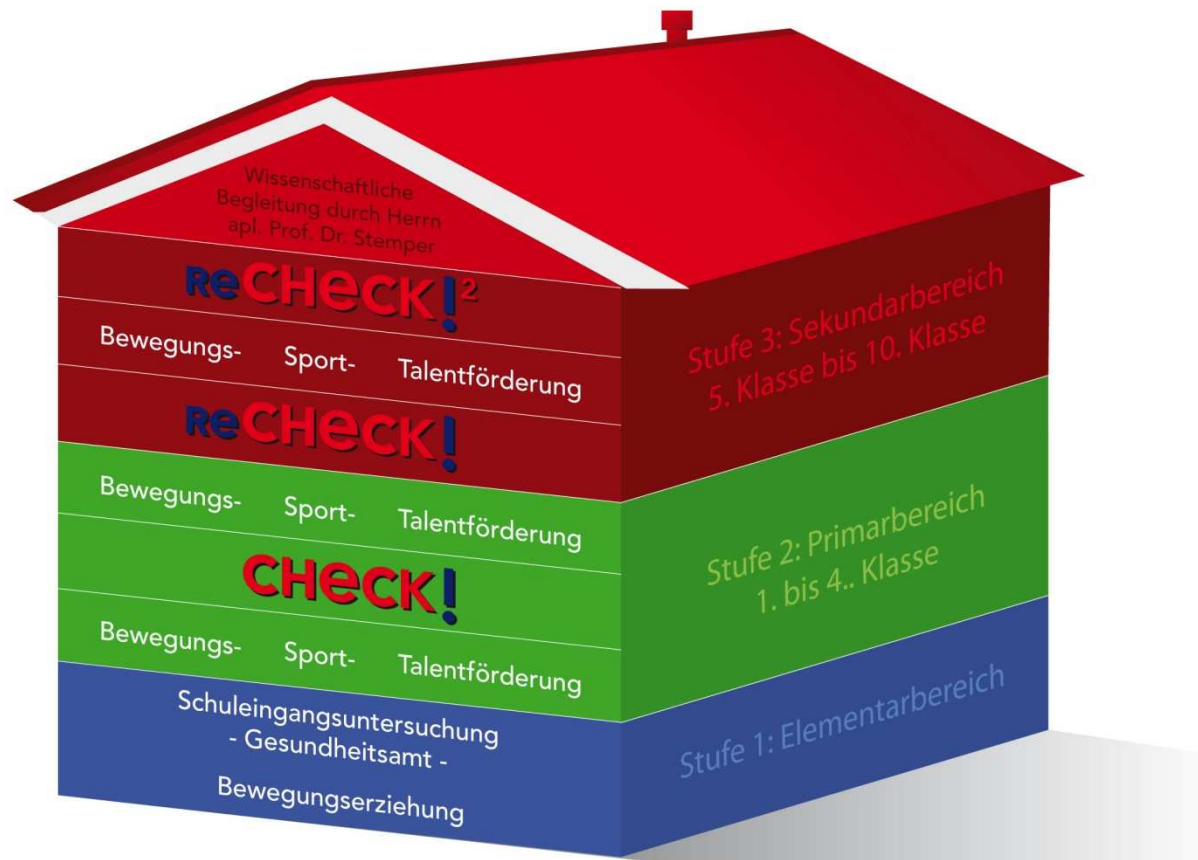 Wissenschaftliche
Begleitung durch Herrn
apl. Prof. Dr. Stemper
ReCHeCK!²
Bewegungs- Sport- Talentförderung
ReCHeCK!
Bewegungs- Sport- Talentförderung
CHeCK!
Bewegungs- Sport- Talentförderung
Schuleingangsuntersuchung
- Gesundheitsamt -
Bewegungserziehung
Stufe 3: Sekundarbereich
5. Klasse bis 10. Klasse
Stufe 2: Primarbereich
1. bis 4.. Klasse
Stufe 1: Elementarbereich